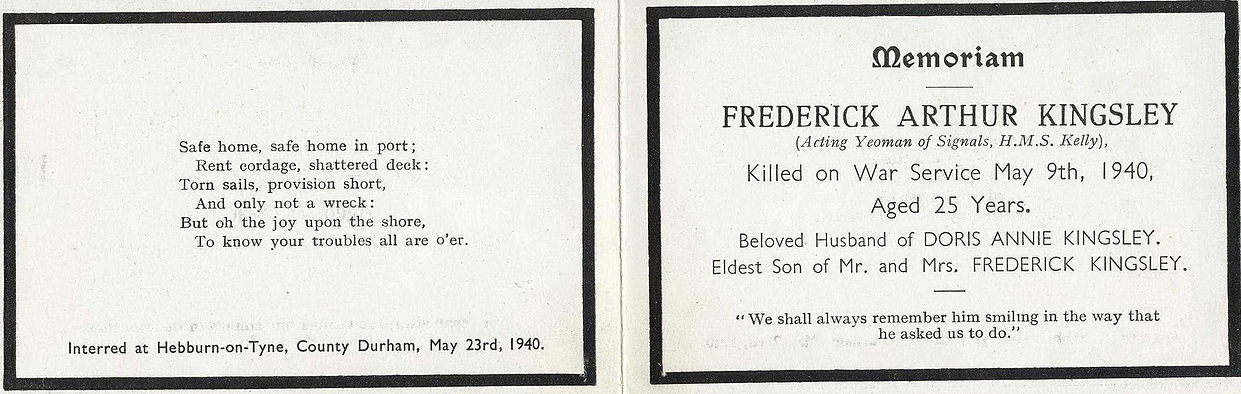 Safe home, safe home in port;
Rent cordage, shattered deck:
Torn sails, provision short,
And only not a wreck:
But oh the joy upon the shore,
To know your troubles all are o'er.
Interred at Hebburn-on-Tyne, County Durham, May 23rd, 1940.
Memoriam
FREDERICK ARTHUR KINGSLEY
(Acting Yeoman of Signals, H.M.S. Kelly),
Killed on War Service May 9th, 1940,
Aged 25 Years.
Beloved Husband of DORIS ANNIE KINGSLEY.
Eldest Son of Mr. and Mrs. FREDERICK KINGSLEY.
"We shall always remember him smiling in the way that
he asked us to do."